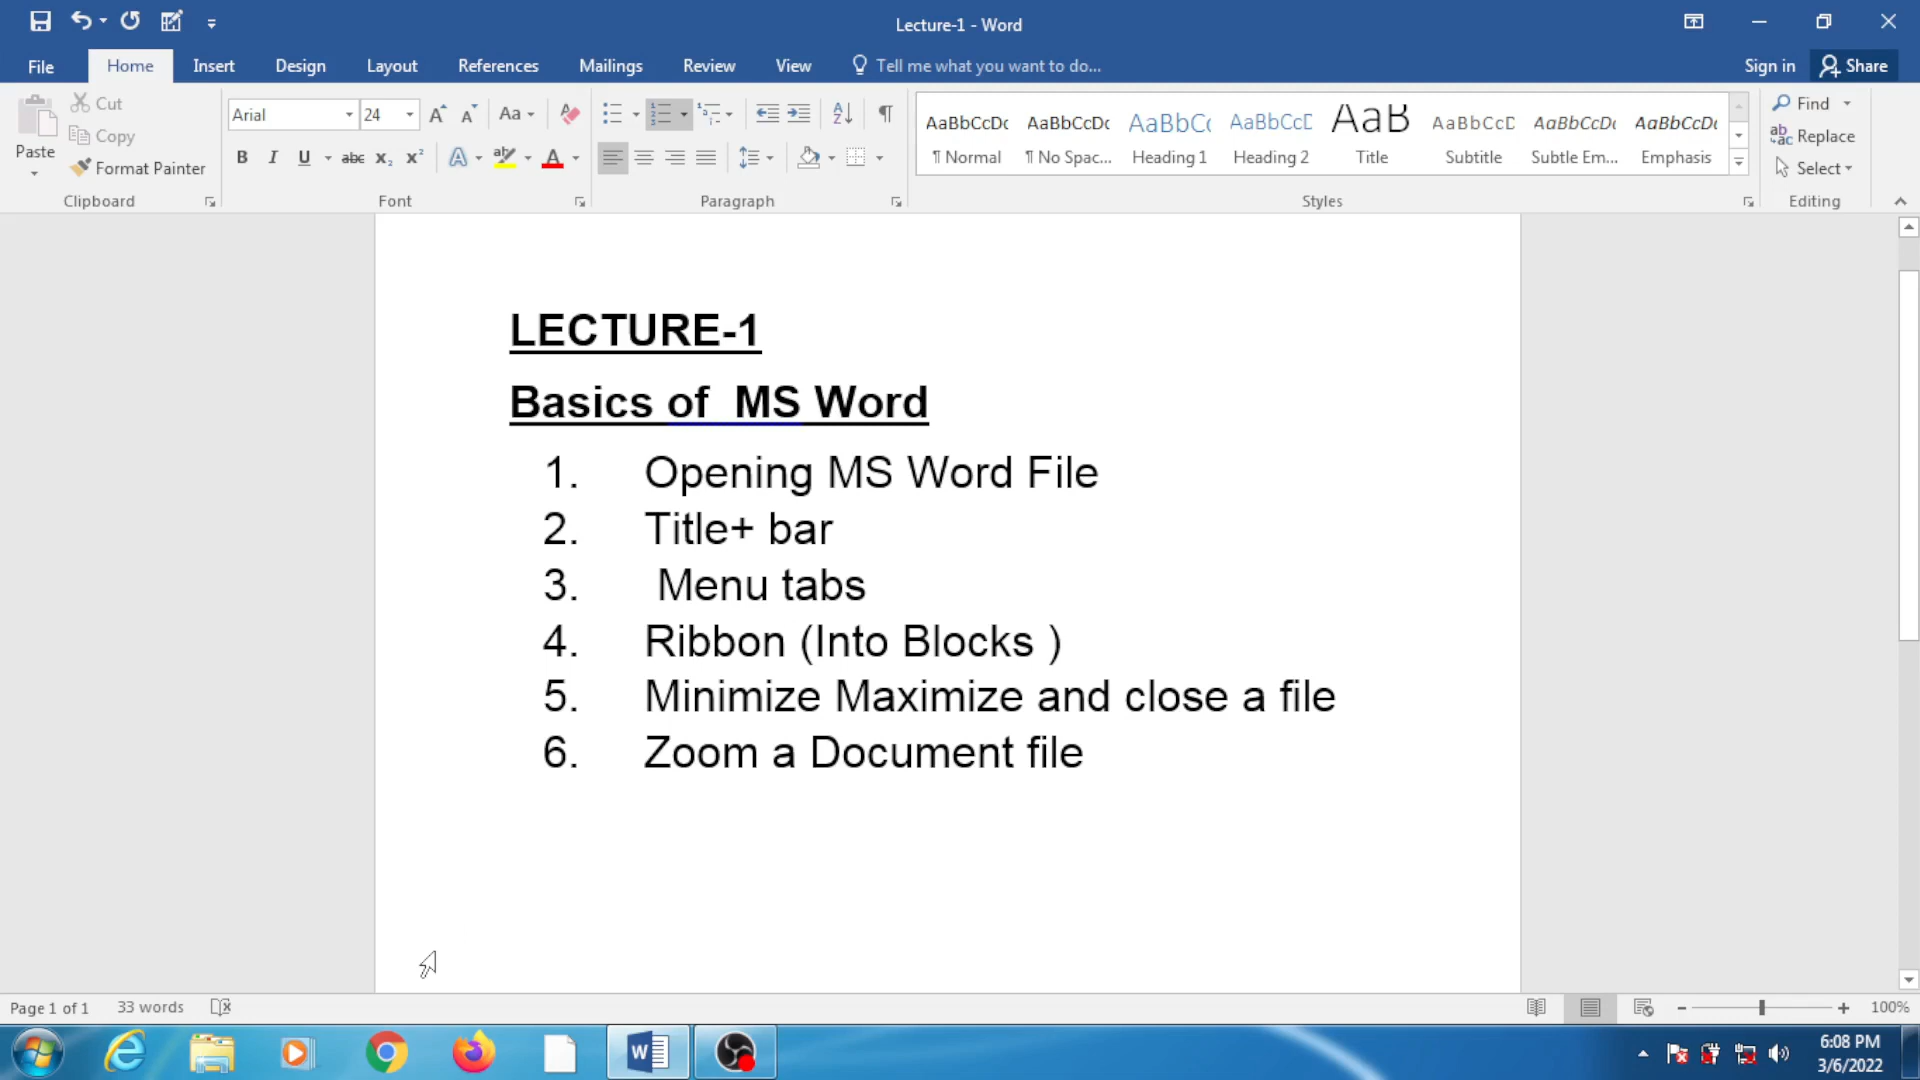 Lecture-1 - Word
File Home Insert Design Layout References Mailings Review View Tell me what you want to do... Sign in Share
Paste Cut Copy Format Painter
Arial 24 Aa
B I U abc X₂ X² A ab A
AaBbCcDc AaBbCcDc AaBbCc AaBbCcD AaB AaBbCcD AaBbCcDc AaBbCcDc
¶ Normal ¶ No Spac... Heading 1 Heading 2 Title Subtitle Subtle Em... Emphasis
Find
Replace
Select
Clipboard Font Paragraph Styles Editing
LECTURE-1
Basics of  MS Word
1. Opening MS Word File
2. Title+ bar
3. Menu tabs
4. Ribbon (Into Blocks )
5. Minimize Maximize and close a file
6. Zoom a Document file
Page 1 of 1 33 words 100%
6:08 PM
3/6/2022